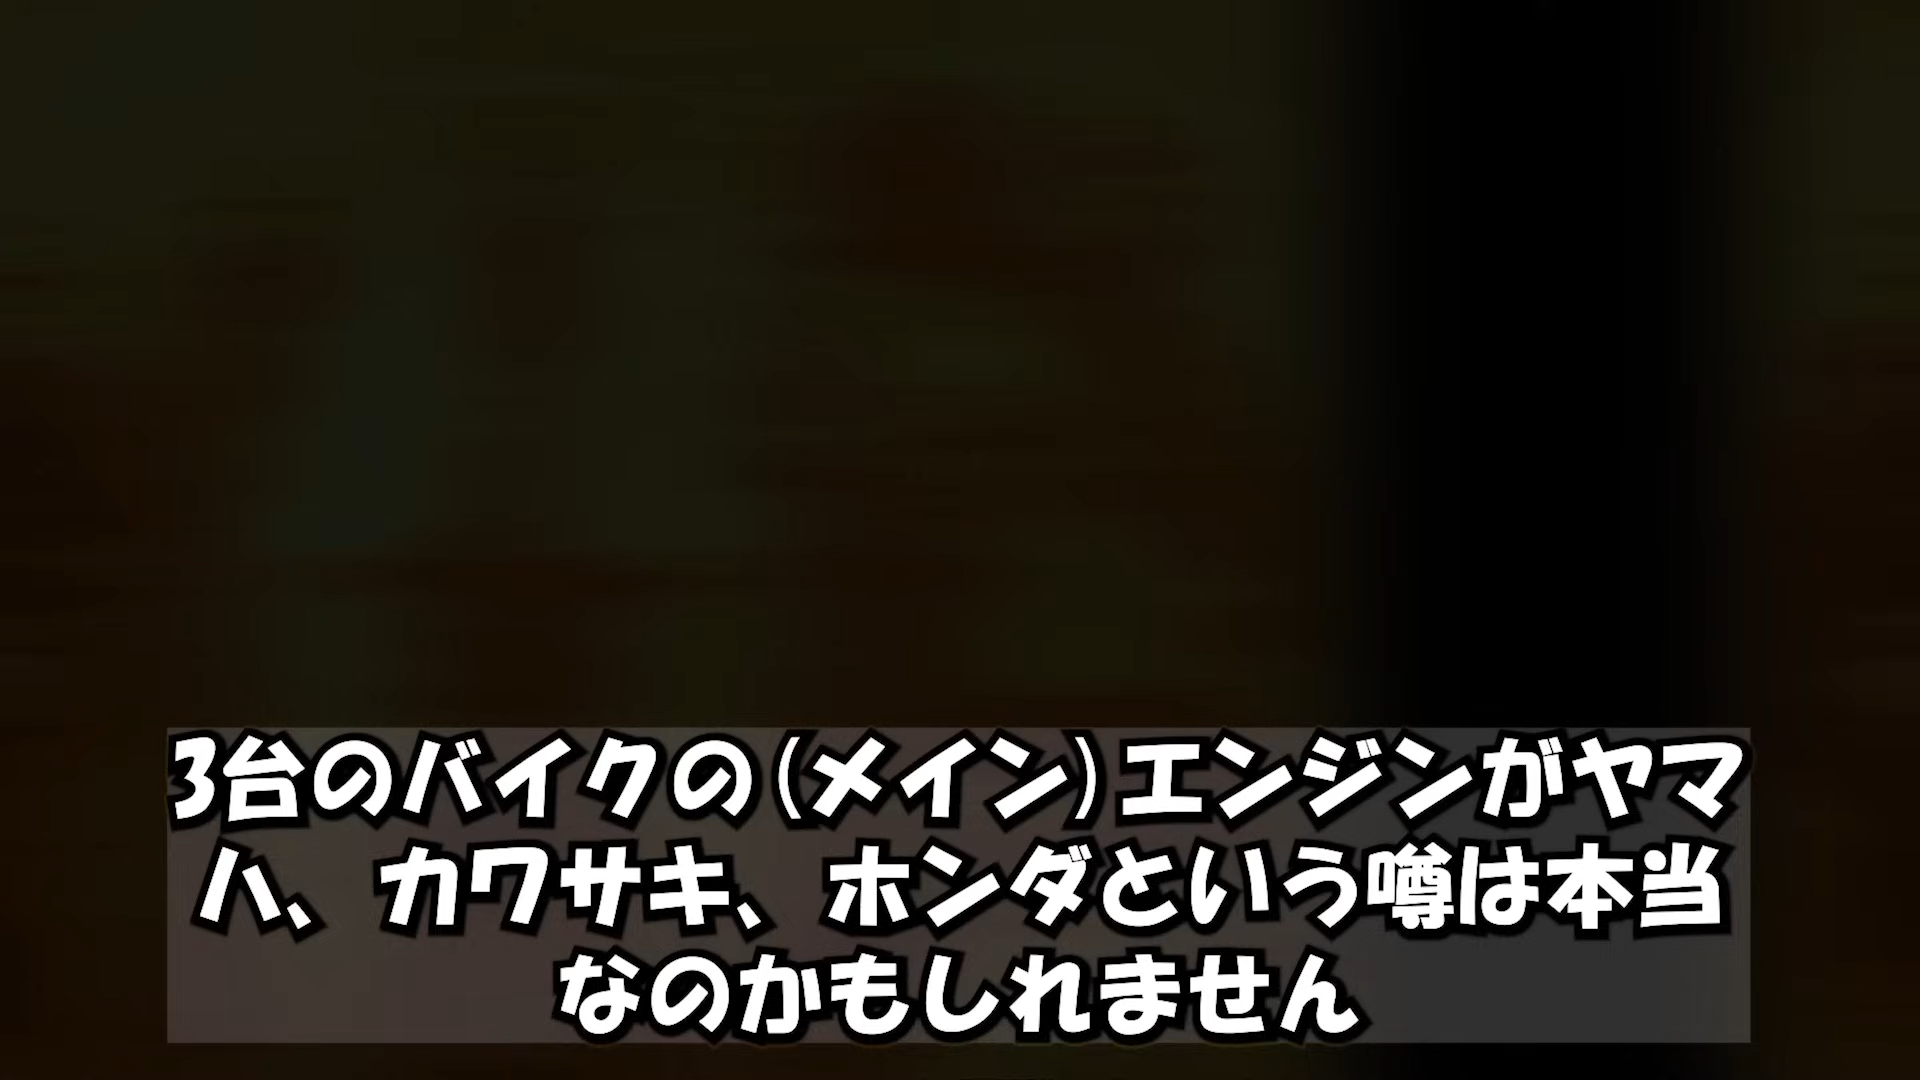 3台のバイクの(メイン)エンジンがヤマ
ハ、カワサキ、ホンダという噂は本当
なのかもしれません